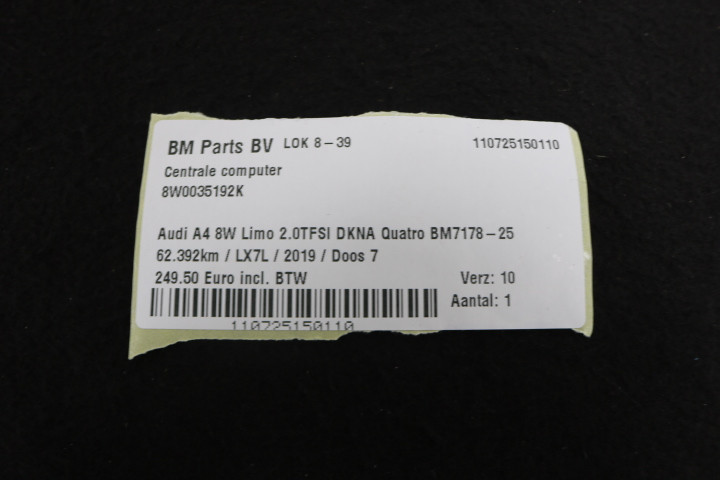 BM Parts BV LOK 8-39 110725150110
Centrale computer
8W0035192K
Audi A4 8W Limo 2.0TFSI DKNA Quatro BM7178-25
62.392km / LX7L / 2019 / Doos 7
249.50 Euro incl. BTW Verz: 10
Aantal: 1
110725150110